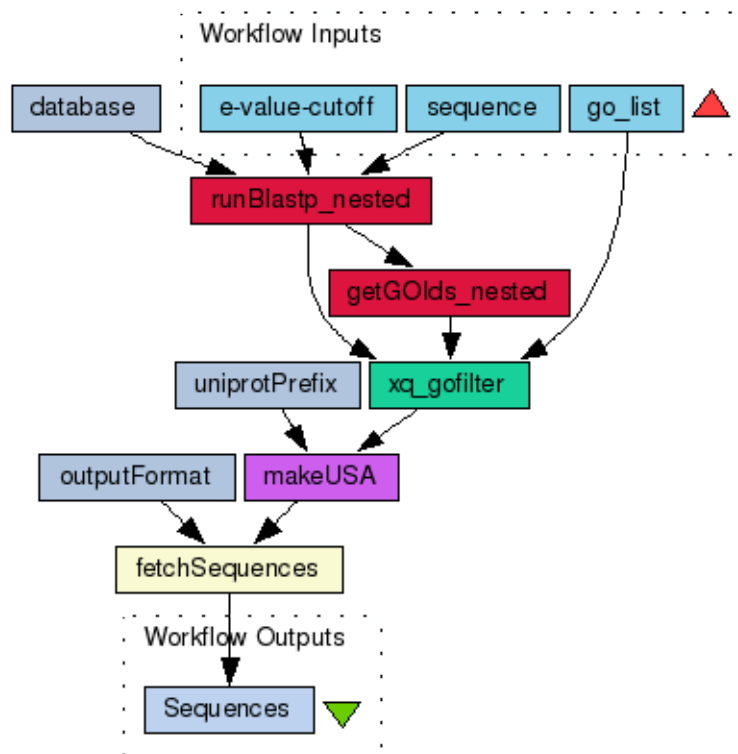 Workflow Inputs
database
e-value-cutoff
sequence
go_list
runBlastp_nested
getGOIds_nested
uniprotPrefix
xq_gofilter
outputFormat
makeUSA
fetchSequences
Workflow Outputs
Sequences